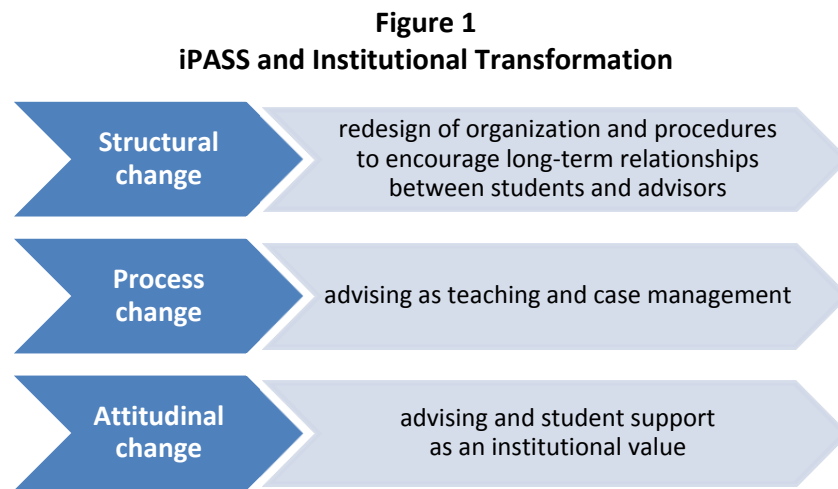 Figure 1
iPASS and Institutional Transformation
Structural
change
redesign of organization and procedures
to encourage long-term relationships
between students and advisors
Process
change
advising as teaching and case management
Attitudinal
change
advising and student support
as an institutional value